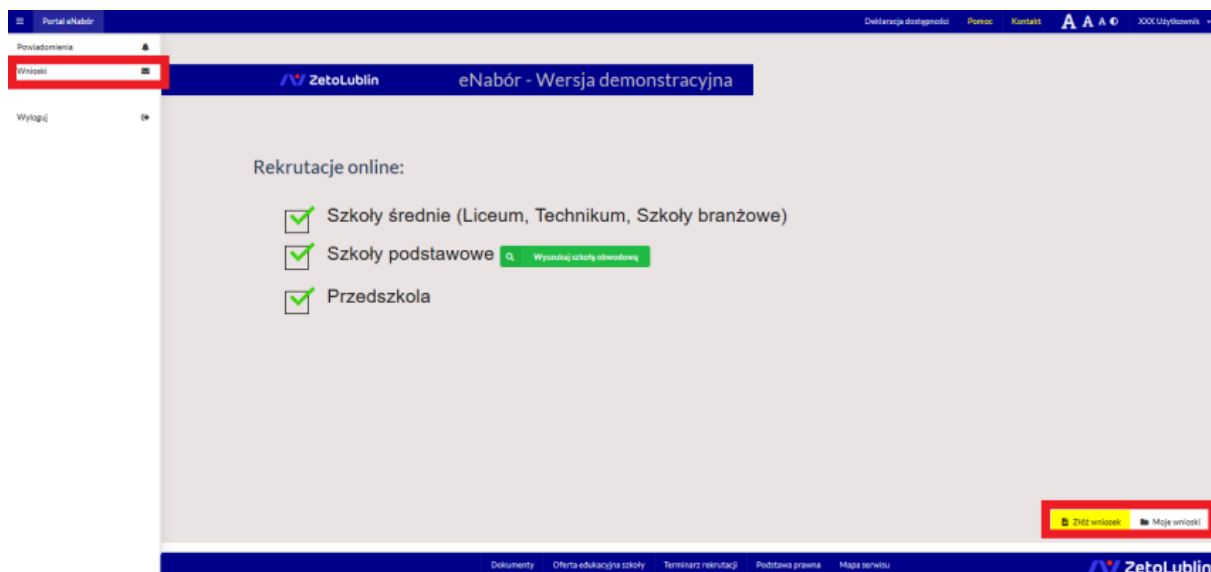 Portal eNabór
Deklaracja dostępności Pomoc Kontakt A A A XXX Użytkownik
Powiadomienia
Wnioski
Wyloguj
ZetoLublin eNabór - Wersja demonstracyjna
Rekrutacje online:
Szkoły średnie (Liceum, Technikum, Szkoły branżowe)
Szkoły podstawowe Wyszukaj szkołę obwodową
Przedszkola
Złóż wniosek Moje wnioski
Dokumenty Oferta edukacyjna szkoły Terminarz rekrutacji Podstawa prawna Mapa serwisu ZetoLublin